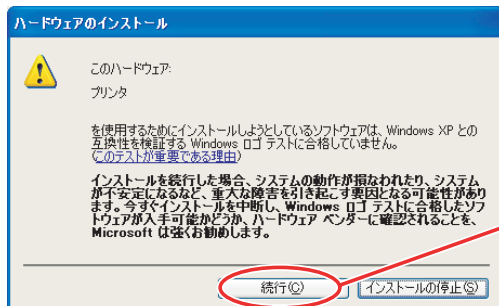 ハードウェアのインストール
このハードウェア:
プリンタ
を使用するためにインストールしようとしているソフトウェアは、Windows XP との
互換性を検証する Windows ロゴ テストに合格していません。
(このテストが重要である理由)
インストールを続行した場合、システムの動作が損なわれたり、システム
が不安定になるなど、重大な障害を引き起こす要因となる可能性があり
ます。今すぐインストールを中断し、Windows ロゴ テストに合格したソフ
トウェアが入手可能かどうか、ハードウェア ベンダーに確認されることを、
Microsoft は強くお勧めします。
続行(C)
インストールの停止(S)